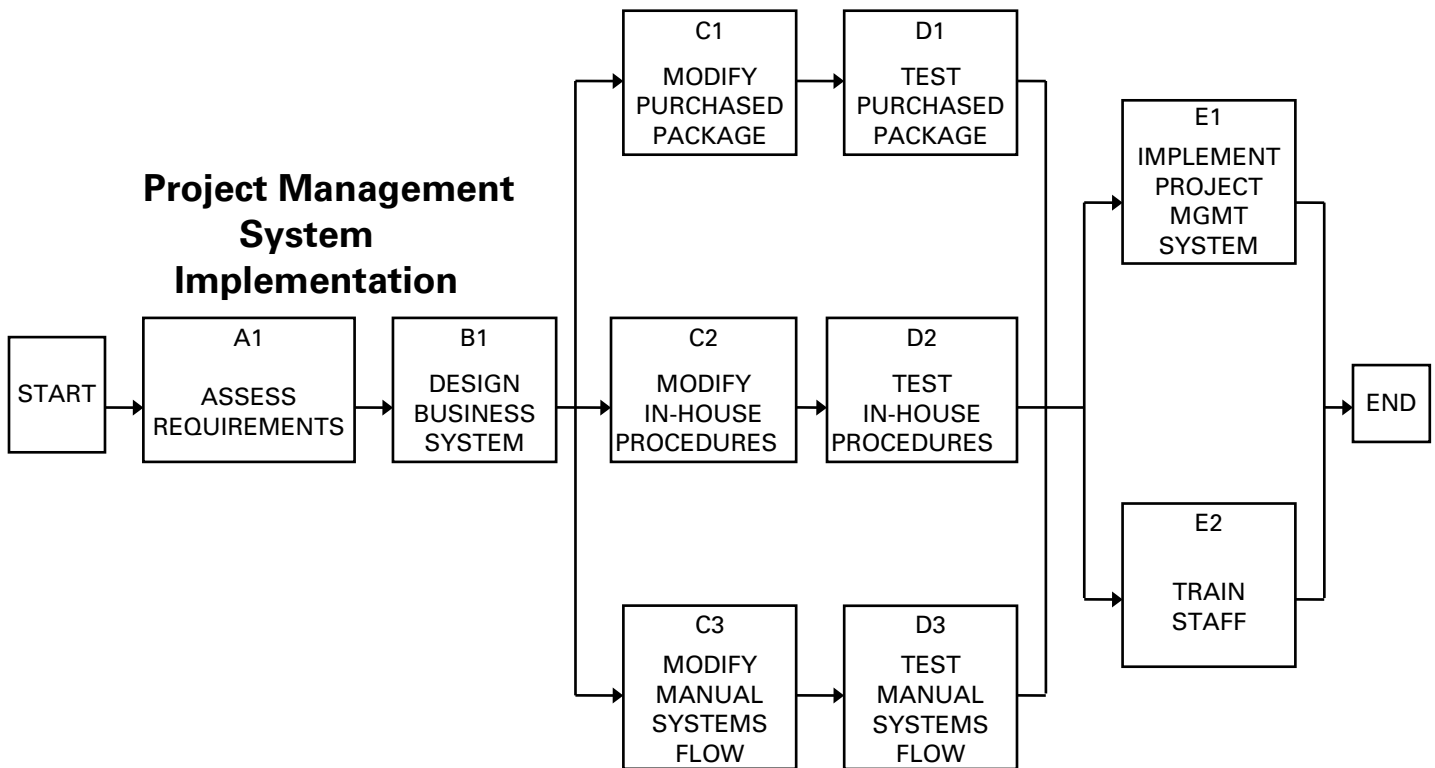 C1
MODIFY
PURCHASED
PACKAGE
D1
TEST
PURCHASED
PACKAGE
E1
IMPLEMENT
PROJECT
MGMT
SYSTEM
Project Management
System
Implementation
START
A1
ASSESS
REQUIREMENTS
B1
DESIGN
BUSINESS
SYSTEM
C2
MODIFY
IN-HOUSE
PROCEDURES
D2
TEST
IN-HOUSE
PROCEDURES
END
E2
TRAIN
STAFF
C3
MODIFY
MANUAL
SYSTEMS
FLOW
D3
TEST
MANUAL
SYSTEMS
FLOW